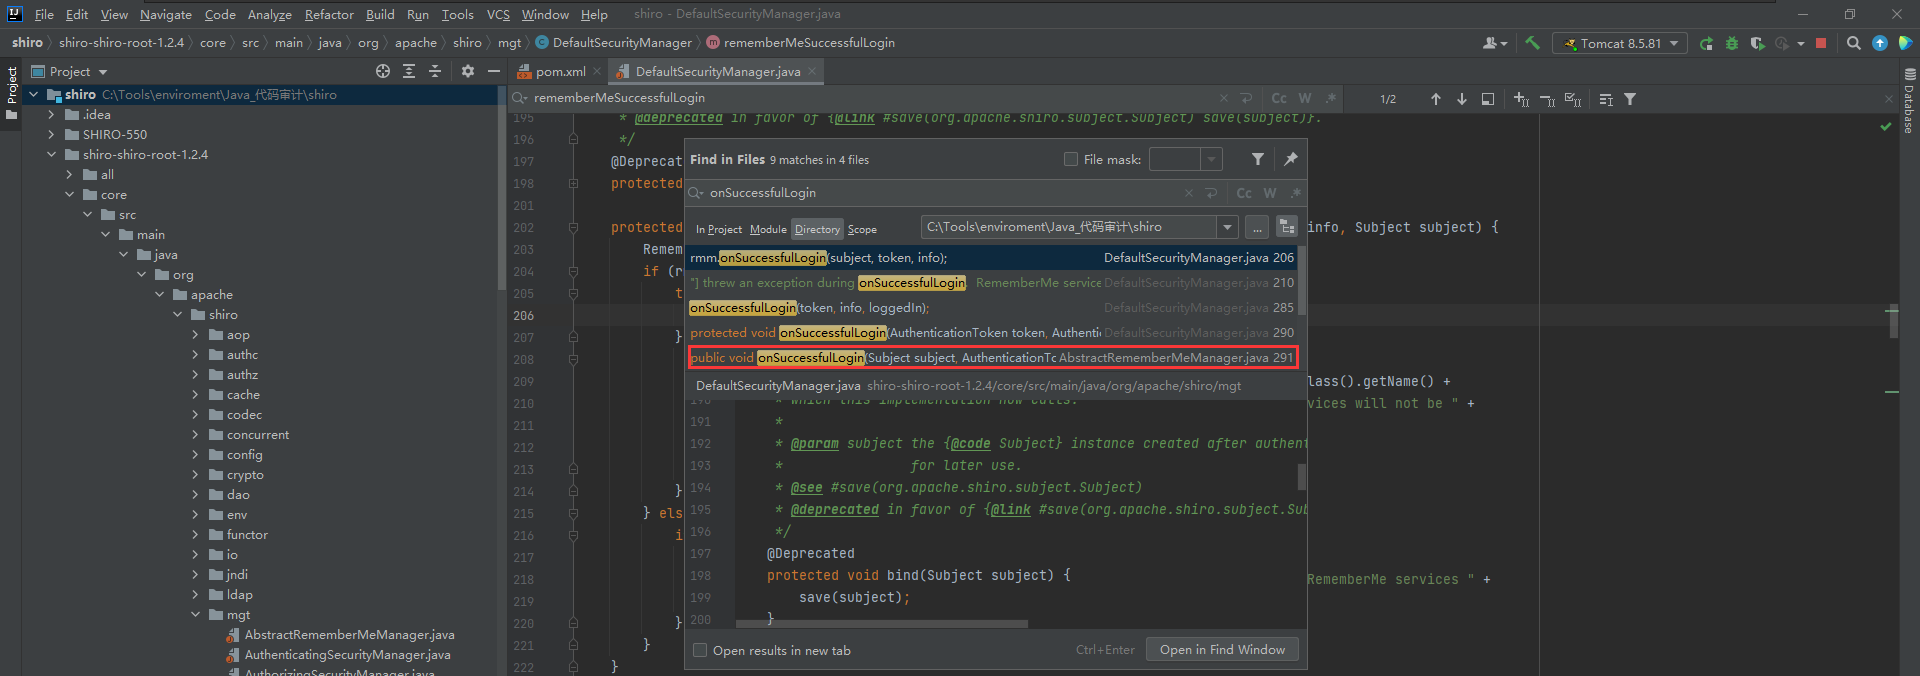 File Edit View Navigate Code Analyze Refactor Build Run Tools VCS Window Help shiro - DefaultSecurityManager.java
shiro shiro-shiro-root-1.2.4 core src main java org apache shiro mgt DefaultSecurityManager rememberMeSuccessfulLogin Tomcat 8.5.81
Project
Project
pom.xml DefaultSecurityManager.java
Database
shiro C:\Tools\enviroment\Java_代码审计\shiro
.idea
SHIRO-550
shiro-shiro-root-1.2.4
all
core
src
main
java
org
apache
shiro
aop
authc
authz
cache
codec
concurrent
config
crypto
dao
env
functor
io
jndi
ldap
mgt
AbstractRememberMeManager.java
AuthenticatingSecurityManager.java
AuthorizingSecurityManager.java
rememberMeSuccessfulLogin Cc W .* 1/2
195 * @deprecated in favor of {@link #save(org.apache.shiro.subject.Subject) save(subject)}.
196 */
197 @Deprecat
198 protected
201
202 protected info, Subject subject) {
203 Remem
204 if (r
205 t
206
207 }
208
209 lass().getName() +
210 vices will not be " +
211
212
213
214 }
215 } els
216 i
217
218 RememberMe services " +
219
220 }
221 }
222 }
Find in Files 9 matches in 4 files File mask:
onSuccessfulLogin Cc W .*
In Project Module Directory Scope C:\Tools\enviroment\Java_代码审计\shiro ...
rmm.onSuccessfulLogin(subject, token, info); DefaultSecurityManager.java 206
"] threw an exception during onSuccessfulLogin. RememberMe service DefaultSecurityManager.java 210
onSuccessfulLogin(token, info, loggedIn); DefaultSecurityManager.java 285
protected void onSuccessfulLogin(AuthenticationToken token, Authenti DefaultSecurityManager.java 290
public void onSuccessfulLogin(Subject subject, AuthenticationTo AbstractRememberMeManager.java 291
DefaultSecurityManager.java shiro-shiro-root-1.2.4/core/src/main/java/org/apache/shiro/mgt
190 * which this implementation now calls.
191 *
192 * @param subject the {@code Subject} instance created after authent
193 * for later use.
194 * @see #save(org.apache.shiro.subject.Subject)
195 * @deprecated in favor of {@link #save(org.apache.shiro.subject.Sub
196 */
197 @Deprecated
198 protected void bind(Subject subject) {
199 save(subject);
200 }
Open results in new tab Ctrl+Enter Open in Find Window